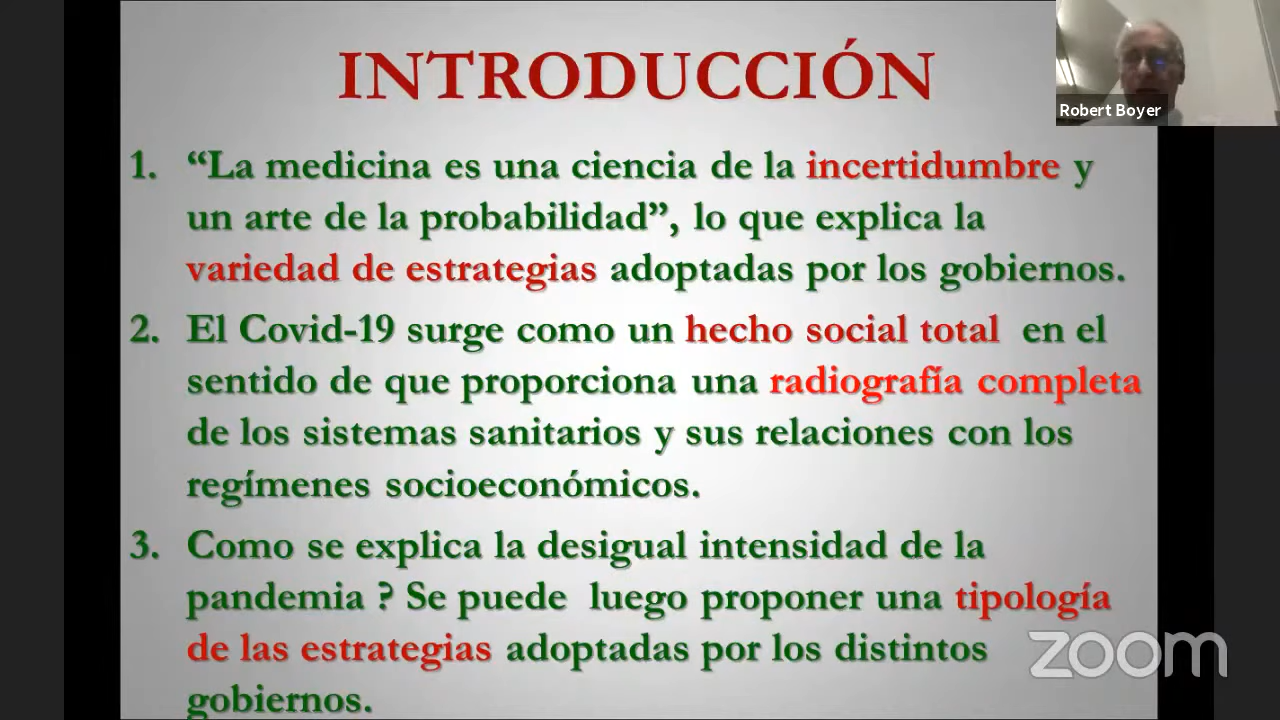 INTRODUCCIÓN
Robert Boyer
1. “La medicina es una ciencia de la incertidumbre y
un arte de la probabilidad”, lo que explica la
variedad de estrategias adoptadas por los gobiernos.
2. El Covid-19 surge como un hecho social total en el
sentido de que proporciona una radiografía completa
de los sistemas sanitarios y sus relaciones con los
regímenes socioeconómicos.
3. Como se explica la desigual intensidad de la
pandemia ? Se puede luego proponer una tipología
de las estrategias adoptadas por los distintos
gobiernos.
zoom